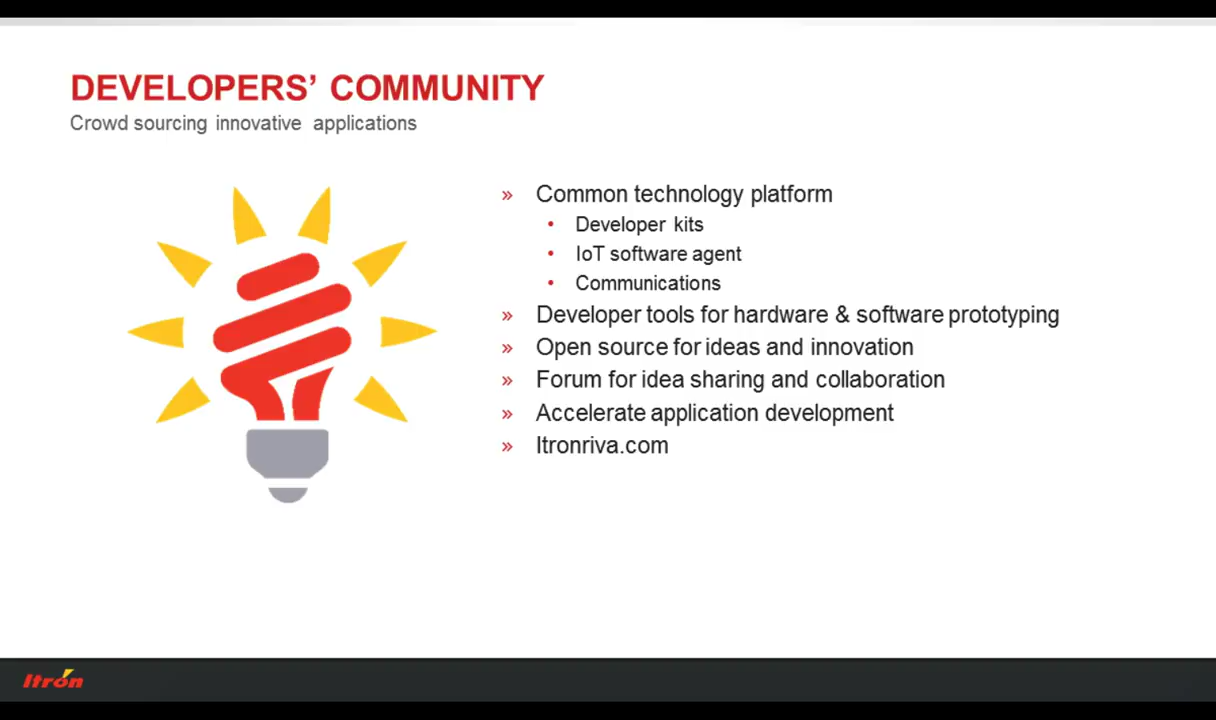 DEVELOPERS’ COMMUNITY
Crowd sourcing innovative applications
» Common technology platform
• Developer kits
• IoT software agent
• Communications
» Developer tools for hardware & software prototyping
» Open source for ideas and innovation
» Forum for idea sharing and collaboration
» Accelerate application development
» Itronriva.com
Itron